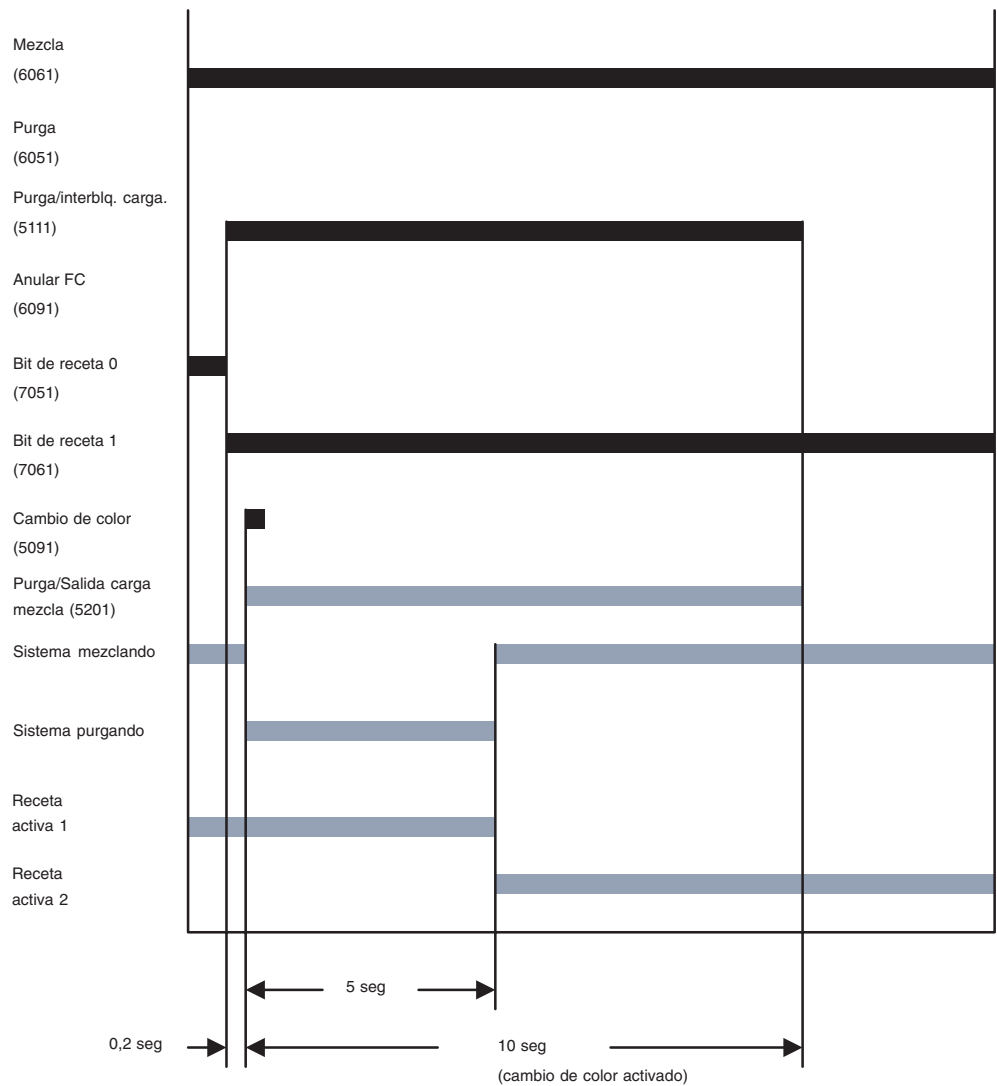 Mezcla
(6061)
Purga
(6051)
Purga/interblq. carga.
(5111)
Anular FC
(6091)
Bit de receta 0
(7051)
Bit de receta 1
(7061)
Cambio de color
(5091)
Purga/Salida carga
mezcla (5201)
Sistema mezclando
Sistema purgando
Receta
activa 1
Receta
activa 2
5 seg
0,2 seg
10 seg
(cambio de color activado)